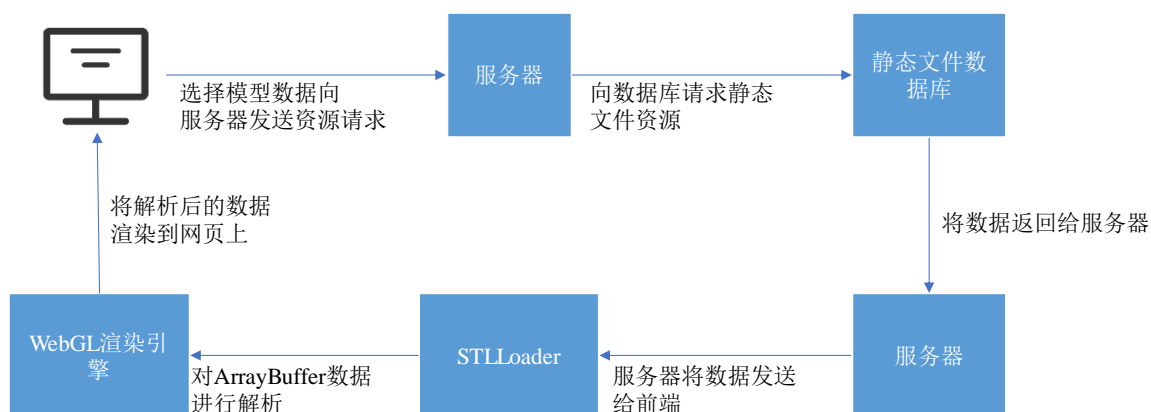 服务器
静态文件数
据库
选择模型数据向
服务器发送资源请求
向数据库请求静态
文件资源
将解析后的数据
渲染到网页上
将数据返回给服务器
WebGL渲染引
擎
STLLoader
服务器
对ArrayBuffer数据
进行解析
服务器将数据发送
给前端